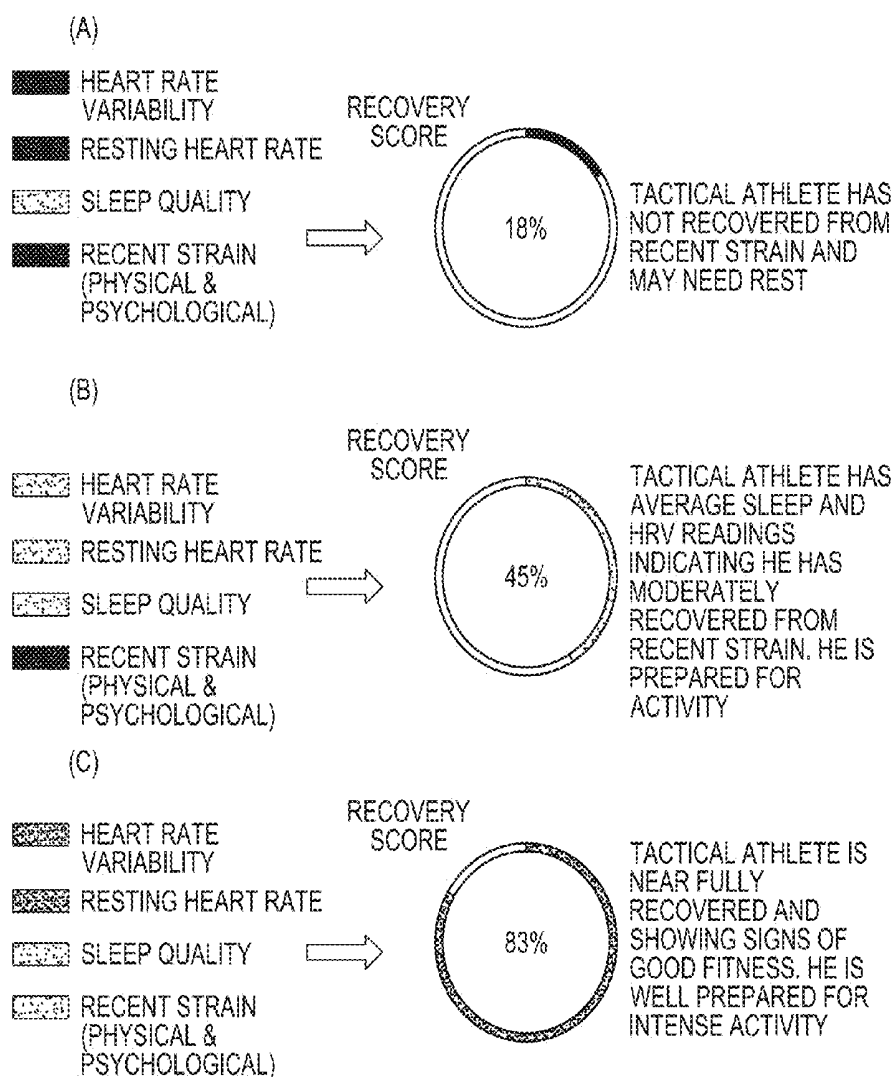 (A)
HEART RATE
VARIABILITY
RESTING HEART RATE
SLEEP QUALITY
RECENT STRAIN
(PHYSICAL &
PSYCHOLOGICAL)
RECOVERY
SCORE
18%
TACTICAL ATHLETE HAS
NOT RECOVERED FROM
RECENT STRAIN AND
MAY NEED REST
(B)
HEART RATE
VARIABILITY
RESTING HEART RATE
SLEEP QUALITY
RECENT STRAIN
(PHYSICAL &
PSYCHOLOGICAL)
RECOVERY
SCORE
45%
TACTICAL ATHLETE HAS
AVERAGE SLEEP AND
HRV READINGS
INDICATING HE HAS
MODERATELY
RECOVERED FROM
RECENT STRAIN. HE IS
PREPARED FOR
ACTIVITY
(C)
HEART RATE
VARIABILITY
RESTING HEART RATE
SLEEP QUALITY
RECENT STRAIN
(PHYSICAL &
PSYCHOLOGICAL)
RECOVERY
SCORE
83%
TACTICAL ATHLETE IS
NEAR FULLY
RECOVERED AND
SHOWING SIGNS OF
GOOD FITNESS. HE IS
WELL PREPARED FOR
INTENSE ACTIVITY